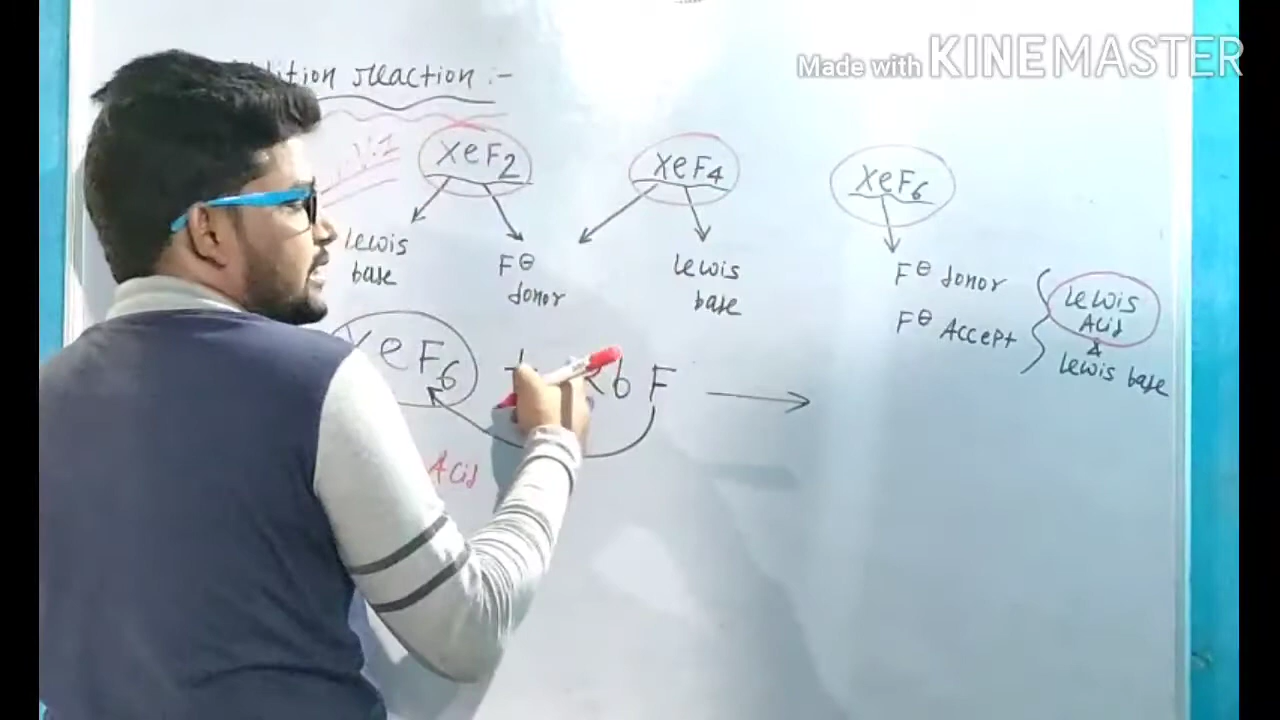 Made with KINEMASTER
dition reaction :-
XeF2
XeF4
XeF6
Lewis
base
F⊖
donor
Lewis
base
F⊖ donor
F⊖ Accept
Lewis
Acid
&
Lewis base
XeF6 + RbF →
Acid